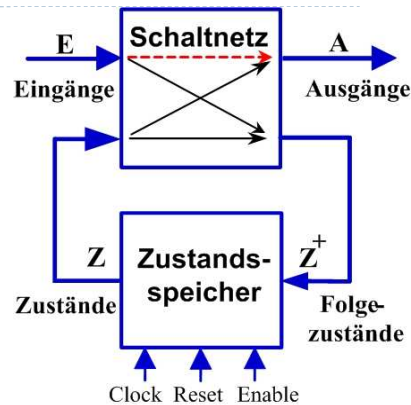 Schaltnetz
E
A
Eingänge
Ausgänge
Z
Z+
Zustands-
speicher
Zustände
Folge-
zustände
Clock Reset Enable